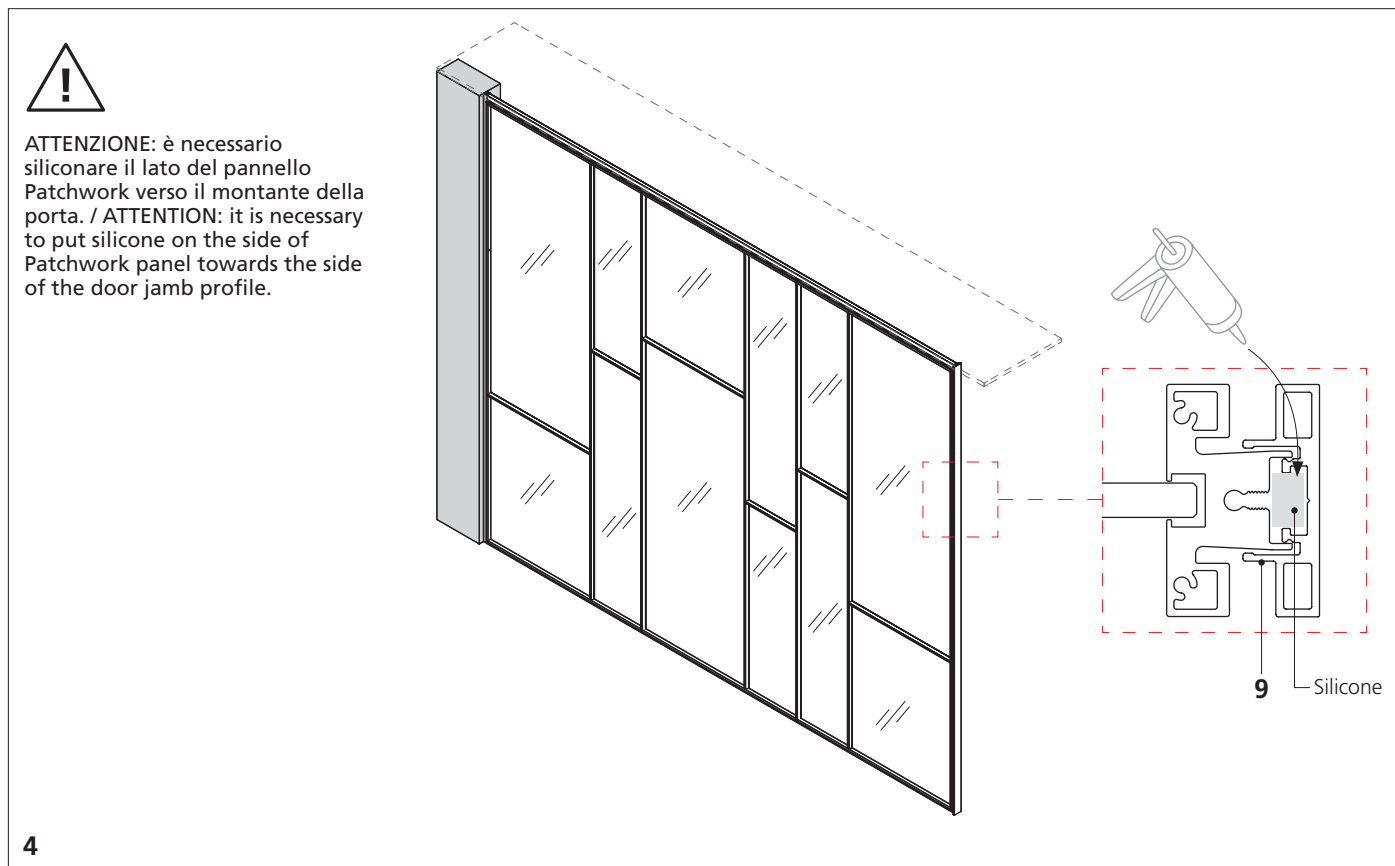 !
ATTENZIONE: è necessario
siliconare il lato del pannello
Patchwork verso il montante della
porta. / ATTENTION: it is necessary
to put silicone on the side of
Patchwork panel towards the side
of the door jamb profile.
9
Silicone
4